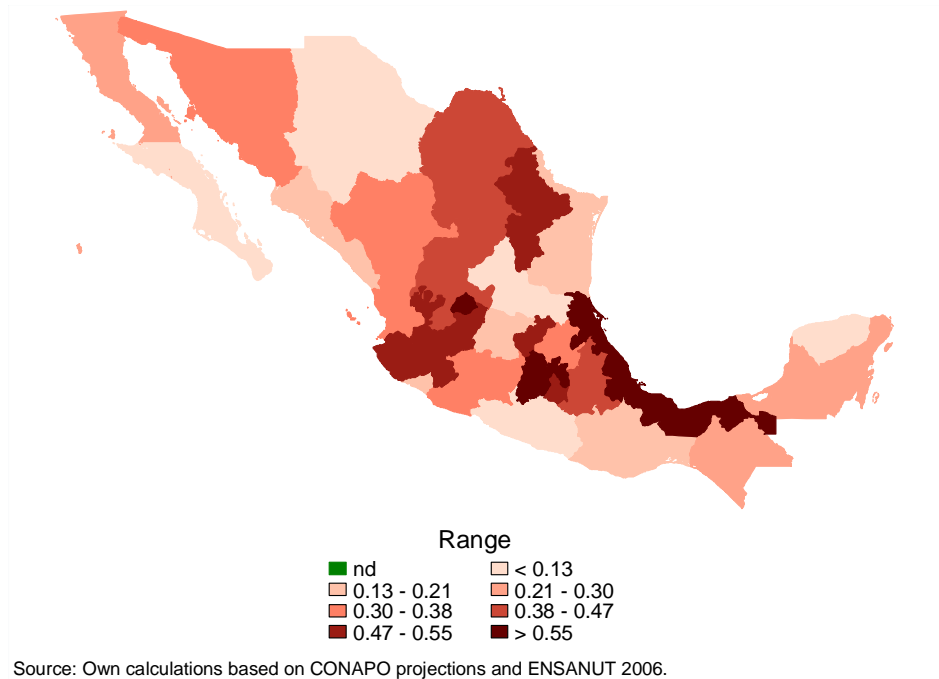 Range
nd < 0.13
0.13 - 0.21 0.21 - 0.30
0.30 - 0.38 0.38 - 0.47
0.47 - 0.55 > 0.55
Source: Own calculations based on CONAPO projections and ENSANUT 2006.